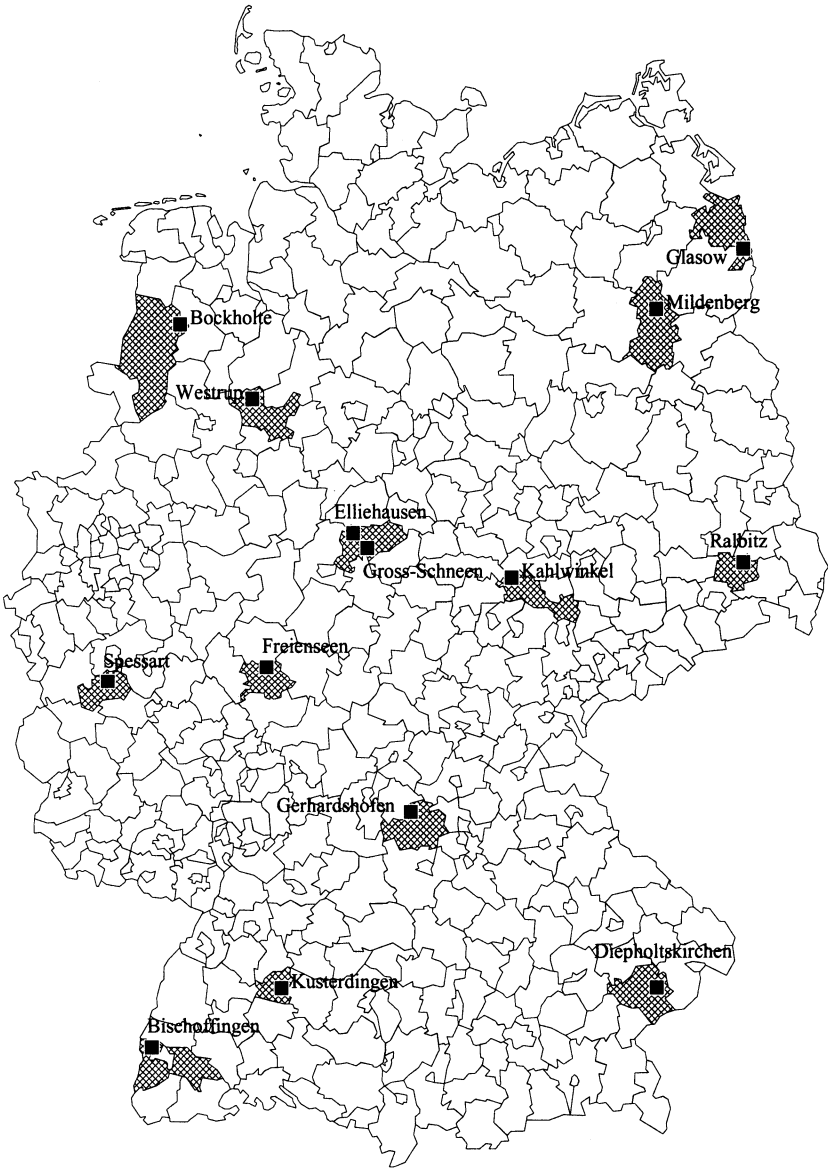 Glasow
Mildenberg
Bockholte
Westrup
Elliehausen
Ralbitz
Gross-Schneen
Kahlwinkel
Freienseen
Spessart
Gerhardshofen
Diepholtskirchen
Kusterdingen
Bischoffingen